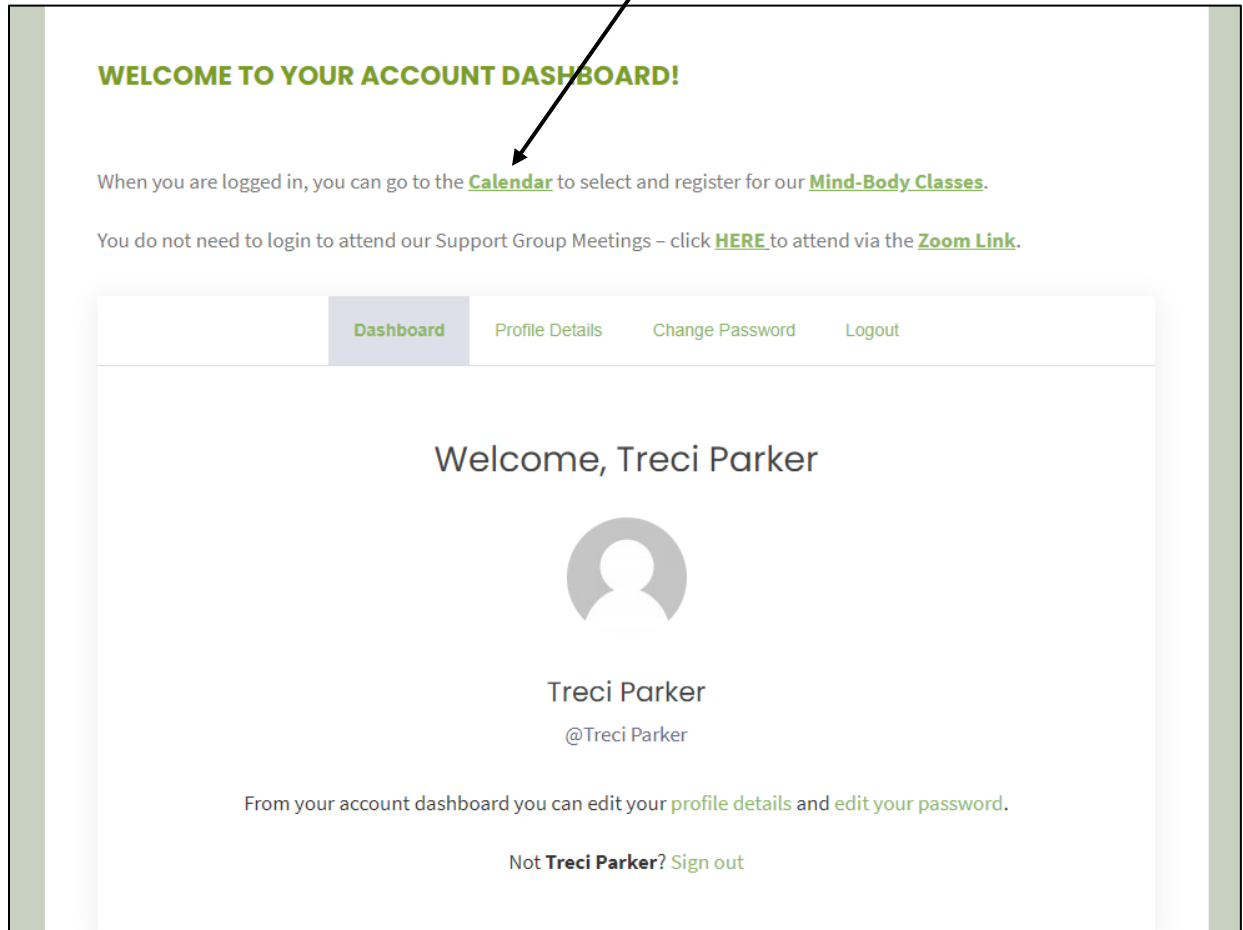 WELCOME TO YOUR ACCOUNT DASHBOARD!
When you are logged in, you can go to the Calendar to select and register for our Mind-Body Classes.
You do not need to login to attend our Support Group Meetings – click HERE to attend via the Zoom Link.
Dashboard Profile Details Change Password Logout
Welcome, Treci Parker
Treci Parker
@Treci Parker
From your account dashboard you can edit your profile details and edit your password.
Not Treci Parker? Sign out